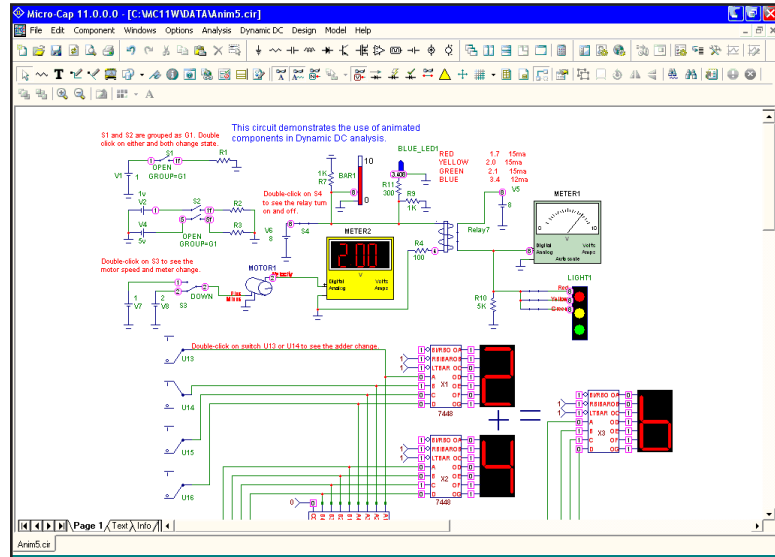 Micro-Cap 11.0.0.0 - [C:\MC11W\DATA\Anim5.cir]
File Edit Component Windows Options Analysis Dynamic DC Design Model Help
This circuit demonstrates the use of animated
components in Dynamic DC analysis.
S1 and S2 are grouped as G1. Double
click on either and both change state.
S1
R1
V1
1
OPEN
GROUP=G1
1v
V2
S2
R2
V4
R3
5v
OPEN
GROUP=G1
1K
R7
BAR1
10
0
BLUE_LED1
3.408
R11
300
R9
1K
RED 1.7 15ma
YELLOW 2.0 15ma
GREEN 2.1 15ma
BLUE 3.4 12ma
V5
8
Double-click on S4
to see the relay turn
on and off.
V6
8
S4
METER2
2.00
V
Digital
Analog
Volts
Amps
R4
100
Relay7
METER1
0
10
V
Digital
Analog
Volts
Amps
Auto scale
Double-click on S3 to see the
motor speed and meter change.
MOTOR1
Velocity
1
V7
2
V8
S3
DOWN
R10
5K
LIGHT1
Red
Yellow
Green
Double-click on switch U13 or U14 to see the adder change.
U13
U14
U15
U16
X1
7448
2
+
X2
7448
4
=
X3
b
Page 1
Text
Info
Anim5.cir